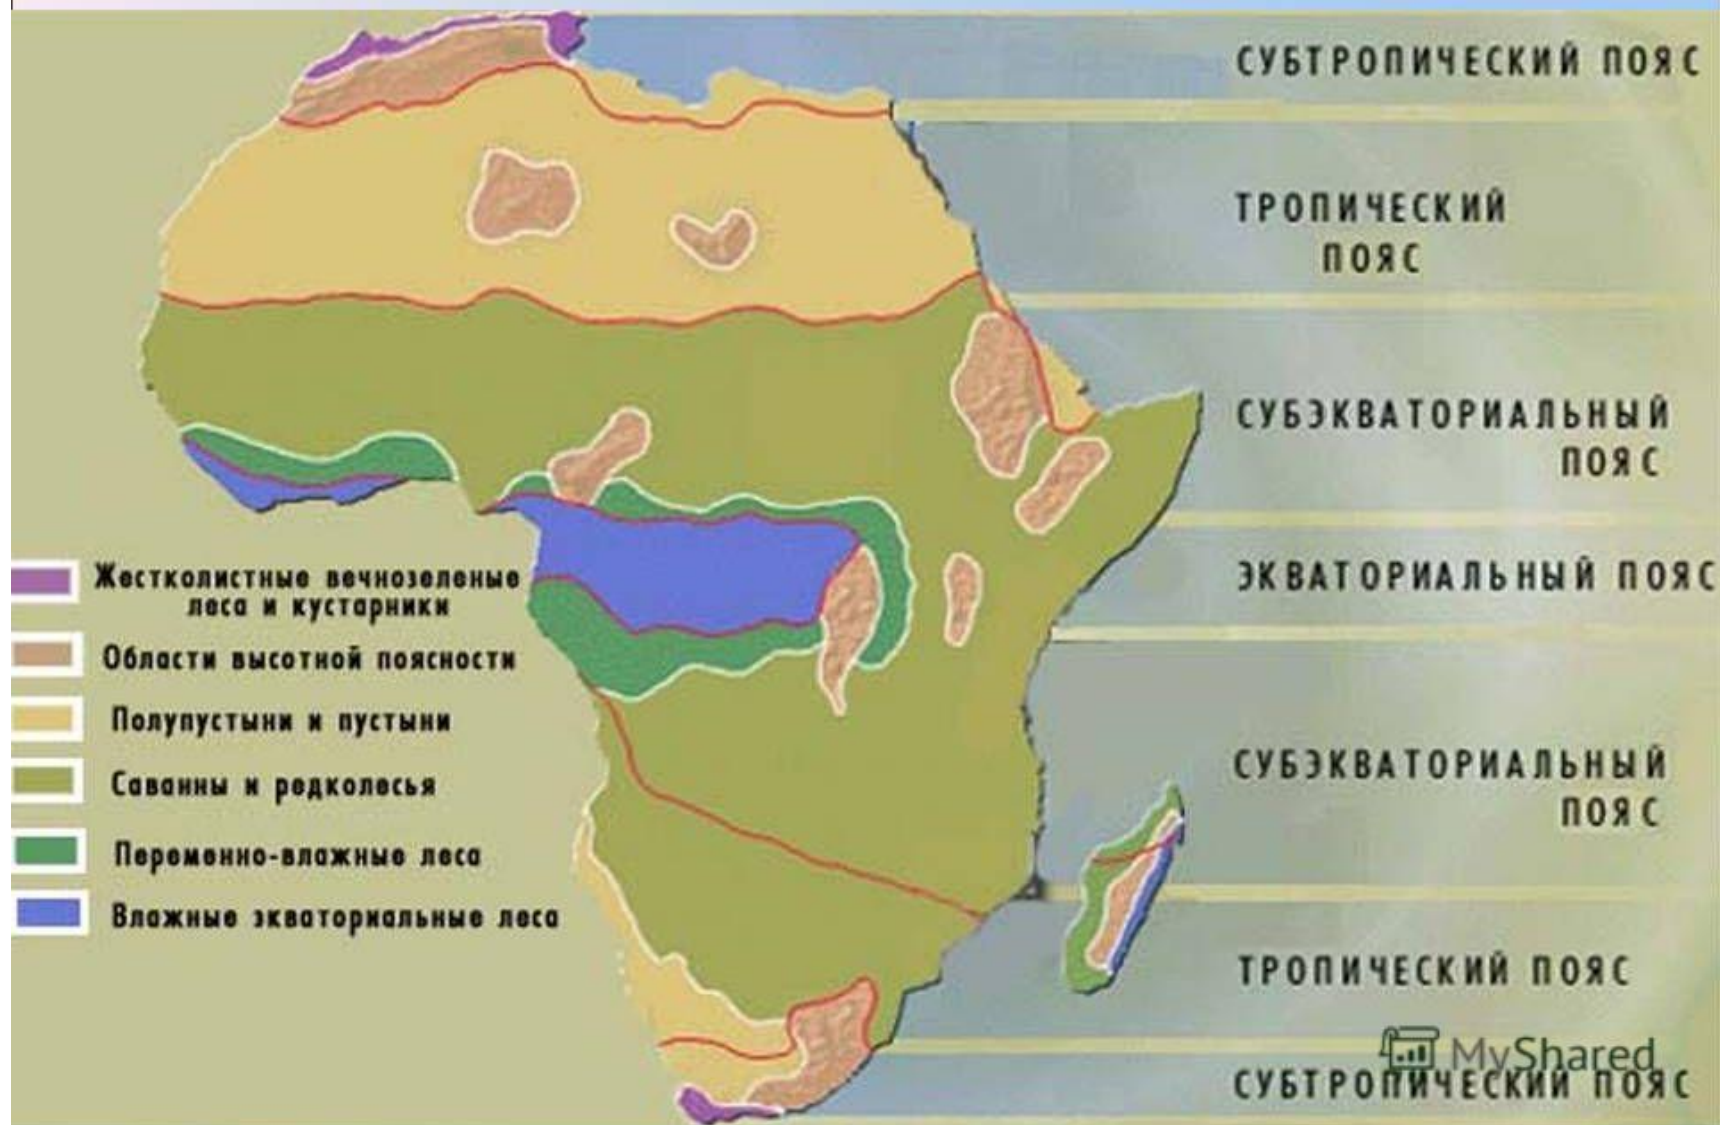 СУБТРОПИЧЕСКИЙ ПОЯС
ТРОПИЧЕСКИЙ
ПОЯС
СУБЭКВАТОРИАЛЬНЫЙ
ПОЯС
ЭКВАТОРИАЛЬНЫЙ ПОЯС
СУБЭКВАТОРИАЛЬНЫЙ
ПОЯС
ТРОПИЧЕСКИЙ ПОЯС
MyShared
СУБТРОПИЧЕСКИЙ ПОЯС
Жестколистные вечнозеленые
леса и кустарники
Области высотной поясности
Полупустыни и пустыни
Саванны и редколесья
Переменно-влажные леса
Влажные экваториальные леса